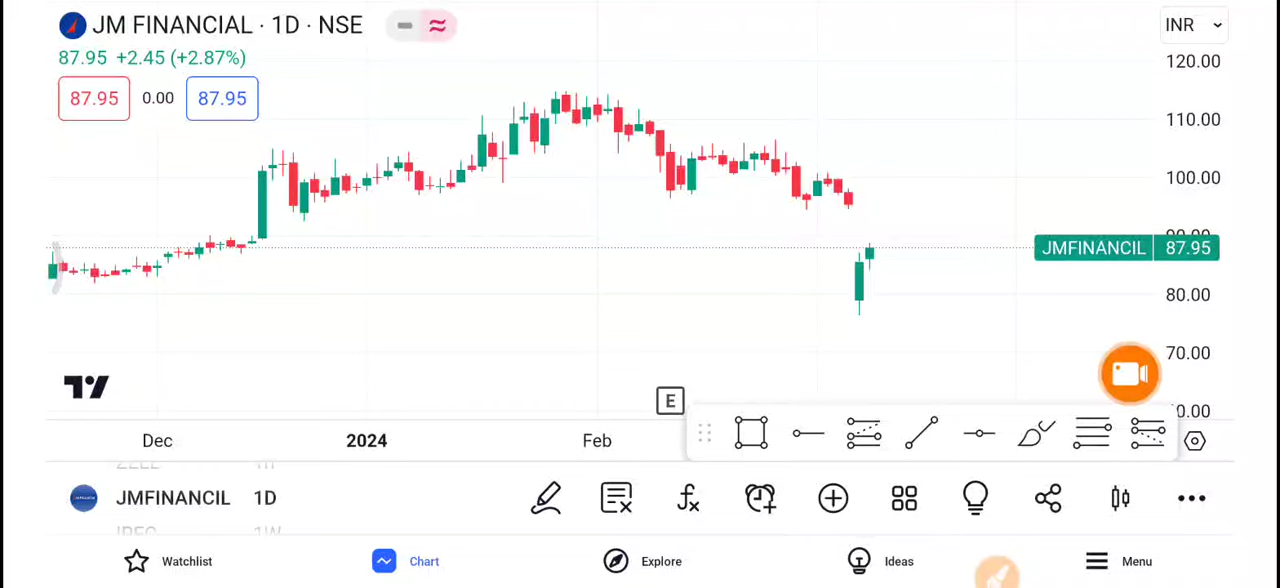 JM FINANCIAL · 1D · NSE
INR
87.95 +2.45 (+2.87%)
87.95 0.00 87.95
120.00
110.00
100.00
90.00
JMFINANCIL 87.95
80.00
70.00
E
Dec 2024 Feb
JMFINANCIL 1D
Watchlist Chart Explore Ideas Menu